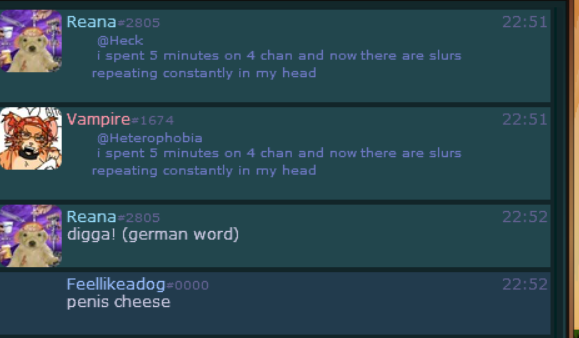 Reana#2805 22:51
@Heck
i spent 5 minutes on 4 chan and now there are slurs
repeating constantly in my head
Vampire#1674 22:51
@Heterophobia
i spent 5 minutes on 4 chan and now there are slurs
repeating constantly in my head
Reana#2805 22:52
digga! (german word)
Feellikeadog#0000 22:52
penis cheese